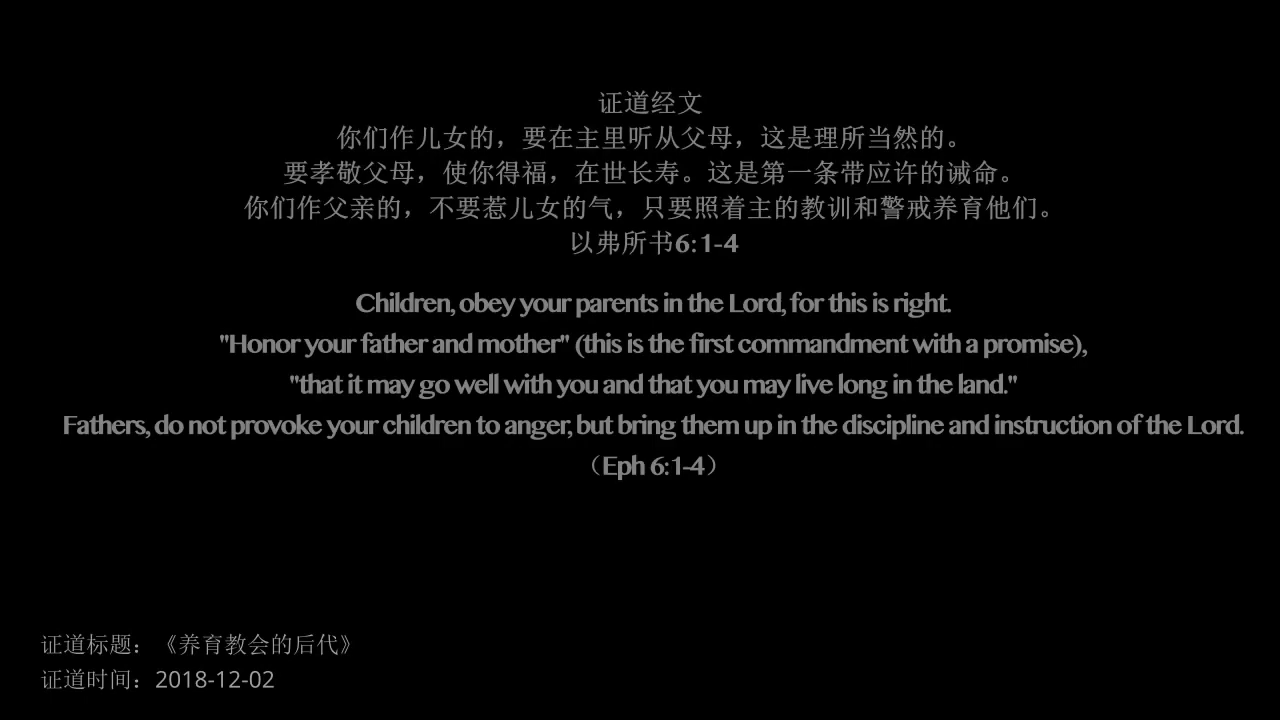 证道经文
你们作儿女的，要在主里听从父母，这是理所当然的。
要孝敬父母，使你得福，在世长寿。这是第一条带应许的诫命。
你们作父亲的，不要惹儿女的气，只要照着主的教训和警戒养育他们。
以弗所书6:1-4
Children, obey your parents in the Lord, for this is right.
"Honor your father and mother" (this is the first commandment with a promise),
"that it may go well with you and that you may live long in the land."
Fathers, do not provoke your children to anger, but bring them up in the discipline and instruction of the Lord.
（Eph 6:1-4）
证道标题：《养育教会的后代》
证道时间：2018-12-02